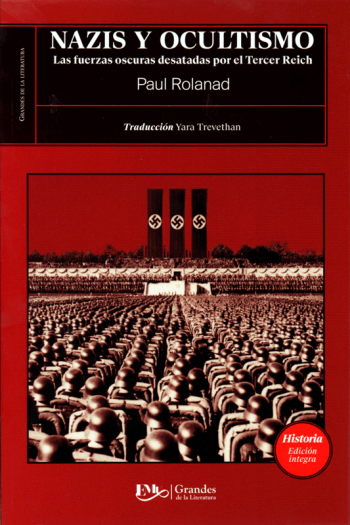 GRANDES DE LA LITERATURA
NAZIS Y OCULTISMO
Las fuerzas oscuras desatadas por el Tercer Reich
Paul Rolanad
Traducción Yara Trevethan
Historia
Edición
íntegra
EMU
Grandes
de la Literatura